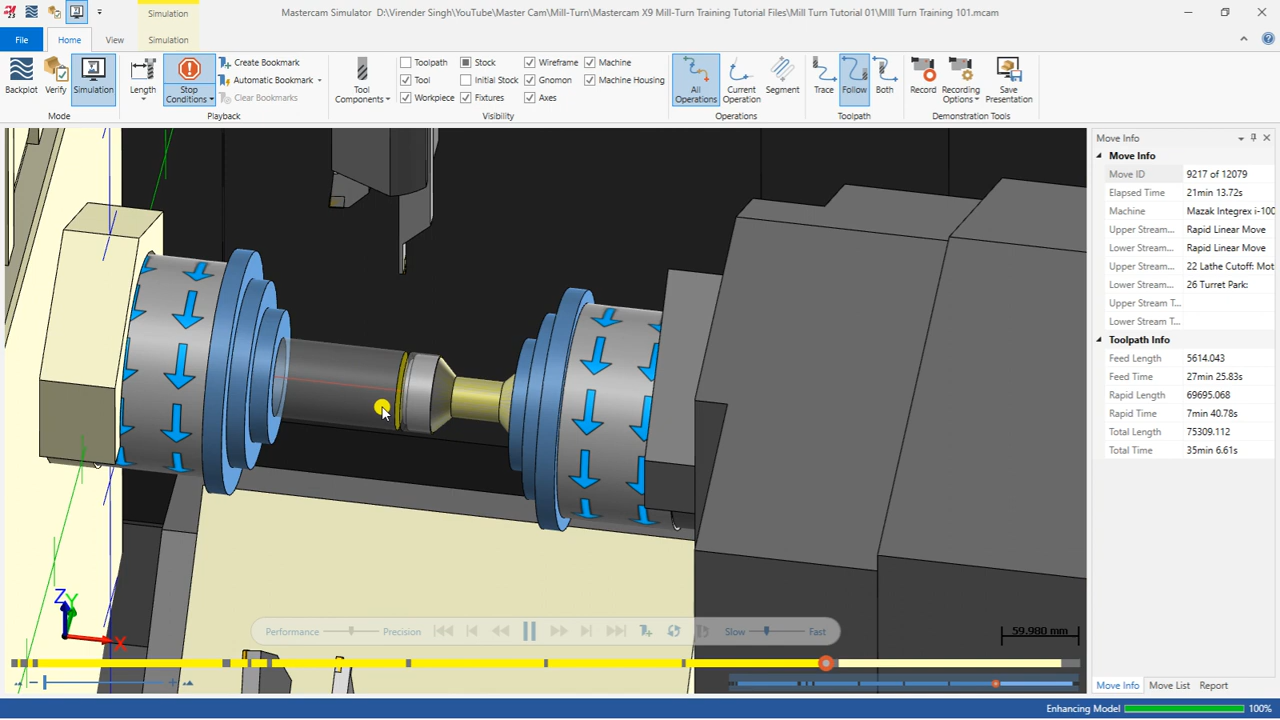 Simulation
Mastercam Simulator D:\Virender Singh\YouTube\Master Cam\Mill-Turn\Mastercam X9 Mill-Turn Training Tutorial Files\Mill Turn Tutorial 01\MIll Turn Training 101.mcam
File
Home
View
Simulation
Backplot
Verify
Simulation
Mode
Length
Stop Conditions
Create Bookmark
Automatic Bookmark
Clear Bookmarks
Playback
Tool Components
Toolpath
Stock
Wireframe
Machine
Tool
Initial Stock
Gnomon
Machine Housing
Workpiece
Fixtures
Axes
Visibility
All Operations
Current Operation
Segment
Operations
Trace
Follow
Both
Toolpath
Record
Recording Options
Save Presentation
Demonstration Tools
Move Info
Move Info
Move ID 9217 of 12079
Elapsed Time 21min 13.72s
Machine Mazak Integrex i-100
Upper Stream... Rapid Linear Move
Lower Stream... Rapid Linear Move
Upper Stream... 22 Lathe Cutoff: Mot
Lower Stream... 26 Turret Park:
Upper Stream T...
Lower Stream T...
Toolpath Info
Feed Length 5614.043
Feed Time 27min 25.83s
Rapid Length 69695.068
Rapid Time 7min 40.78s
Total Length 75309.112
Total Time 35min 6.61s
Z
Y
X
Performance
Precision
Slow
Fast
59.980 mm
Move Info
Move List
Report
Enhancing Model 100%